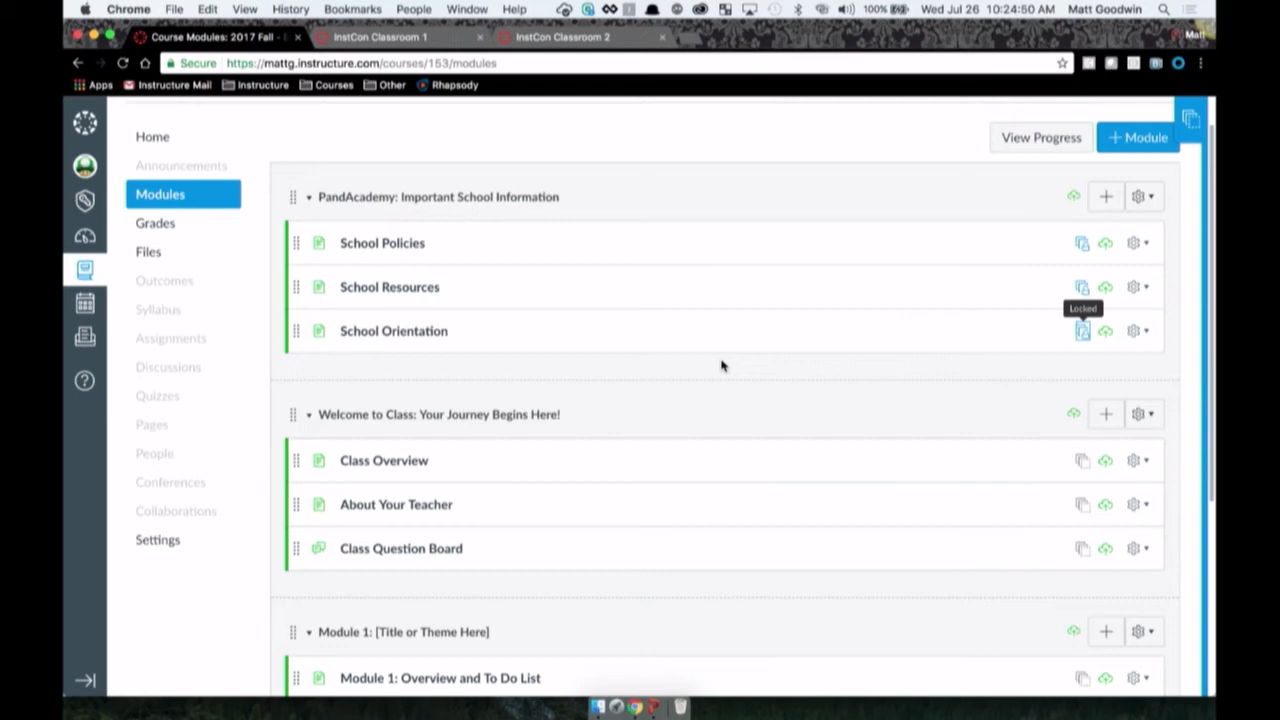 Chrome File Edit View History Bookmarks People Window Help 100% Wed Jul 26 10:24:50 AM Matt Goodwin
Course Modules: 2017 Fall - InstCon Classroom 1 InstCon Classroom 2 Matt
Secure https://mattg.instructure.com/courses/153/modules
Apps Instructure Mail Instructure Courses Other Rhapsody
Home
View Progress + Module
Announcements
Modules
PandAcademy: Important School Information
Grades
School Policies
Files
Outcomes
School Resources
Syllabus
Locked
School Orientation
Assignments
Discussions
Quizzes
Welcome to Class: Your Journey Begins Here!
Pages
People
Class Overview
Conferences
About Your Teacher
Collaborations
Settings
Class Question Board
Module 1: [Title or Theme Here]
Module 1: Overview and To Do List